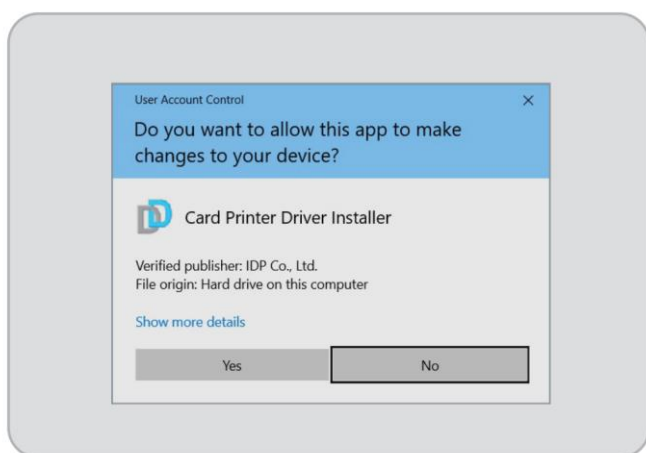 User Account Control
Do you want to allow this app to make
changes to your device?
Card Printer Driver Installer
Verified publisher: IDP Co., Ltd.
File origin: Hard drive on this computer
Show more details
Yes
No